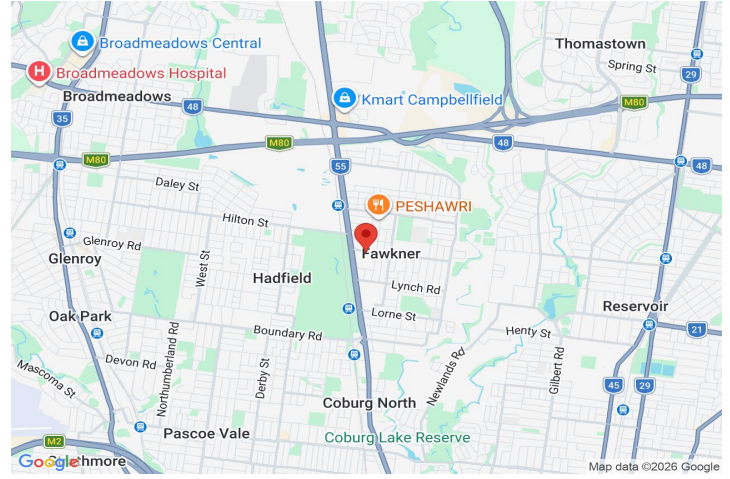 Broadmeadows Central
Thomastown
Spring St
H
Broadmeadows Hospital
29
Broadmeadows
Kmart Campbellfield
M80
48
35
M80
48
55
48
Daley St
PESHAWRI
Hilton St
Glenroy Rd
Glenroy
West St
Fawkner
Hadfield
Lynch Rd
Reservoir
Oak Park
Lorne St
Boundary Rd
Henty St
21
Devon Rd
Northumberland Rd
Derby St
Newlands Rd
Gilbert Rd
Mascoma St
45
29
Coburg North
Pascoe Vale
Coburg Lake Reserve
M2
Google
Map data ©2026 Google